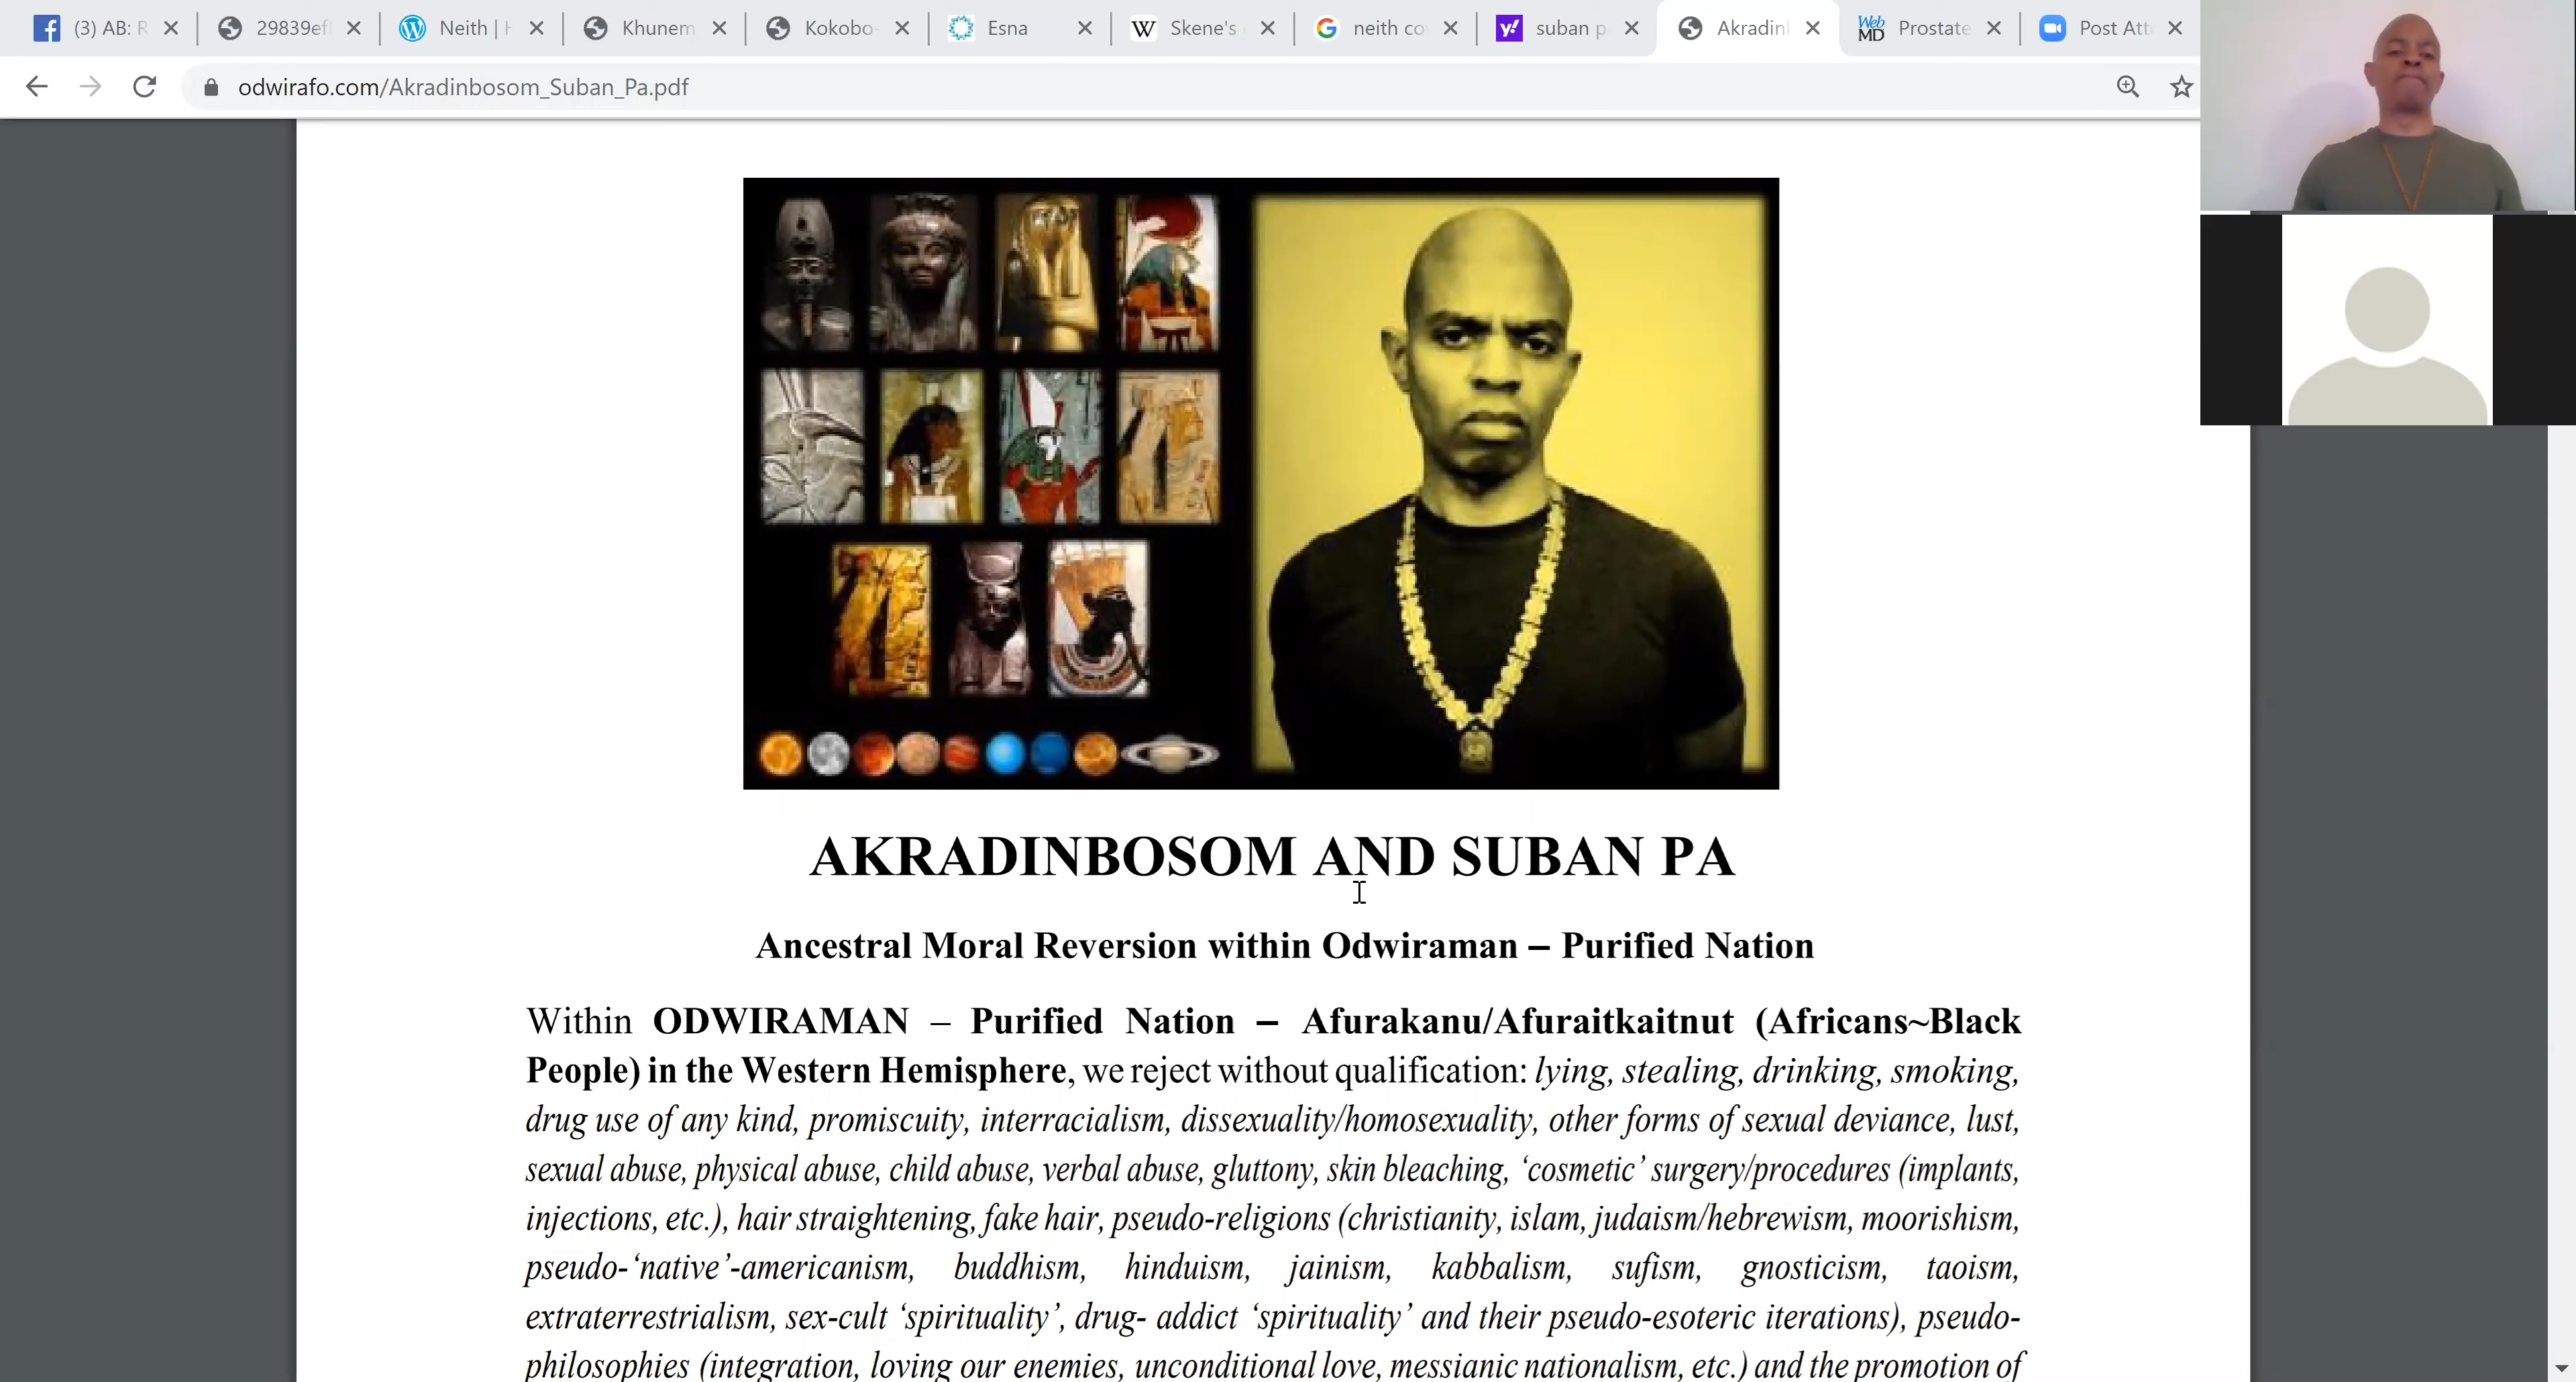 (3) AB: R
29839ef
Neith |
Khunem
Kokobo-
Esna
Skene's
neith co
suban p
Akradin
Web MD
Prostate
Post Att
odwirafo.com/Akradinbosom_Suban_Pa.pdf
AKRADINBOSOM AND SUBAN PA
Ancestral Moral Reversion within Odwiraman – Purified Nation
Within ODWIRAMAN – Purified Nation – Afurakanu/Afuraitkaitnut (Africans~Black
People) in the Western Hemisphere, we reject without qualification: lying, stealing, drinking, smoking,
drug use of any kind, promiscuity, interracialism, dissexuality/homosexuality, other forms of sexual deviance, lust,
sexual abuse, physical abuse, child abuse, verbal abuse, gluttony, skin bleaching, ‘cosmetic’ surgery/procedures (implants,
injections, etc.), hair straightening, fake hair, pseudo-religions (christianity, islam, judaism/hebrewism, moorishism,
pseudo-‘native’-americanism, buddhism, hinduism, jainism, kabbalism, sufism, gnosticism, taoism,
extraterrestrialism, sex-cult ‘spirituality’, drug- addict ‘spirituality’ and their pseudo-esoteric iterations), pseudo-
philosophies (integration, loving our enemies, unconditional love, messianic nationalism, etc.) and the promotion of